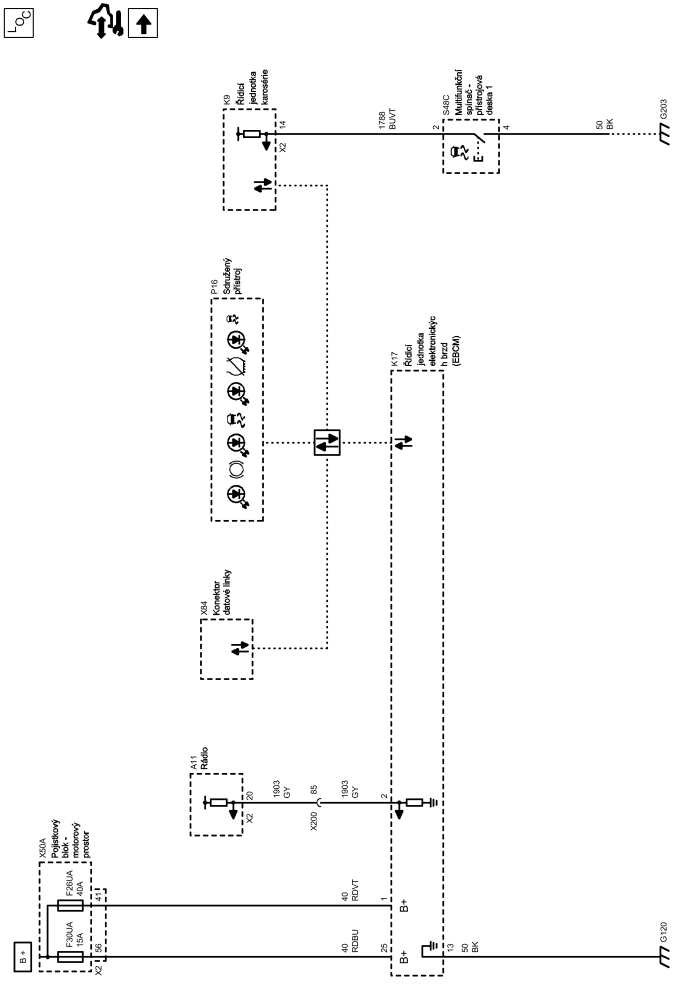 LOC
B+
X50A
Pojistkový
blok -
motorový
prostor
F30UA
15A
F26UA
40A
X2
56
41
40
RDBU
40
RDVT
25
1
B+
B+
13
50
BK
G120
A11
Rádio
X2
20
1903
GY
X200
85
1903
GY
2
X84
Konektor
datové linky
P16
Sdružený
přístroj
K17
Řídicí
jednotka
elektronickýc
h brzd
(EBCM)
K9
Řídicí
jednotka
karosérie
14
X2
1788
BUVT
2
S48C
Multifunkční
spínač -
přístrojová
deska 1
4
50
BK
G203